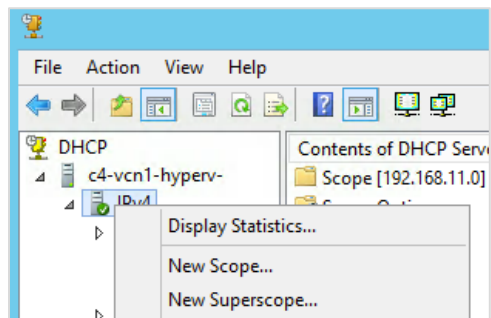 File Action View Help
DHCP
Contents of DHCP Serv
c4-vcn1-hyperv-
Scope [192.168.11.0]
IPv4
Display Statistics...
New Scope...
New Superscope...